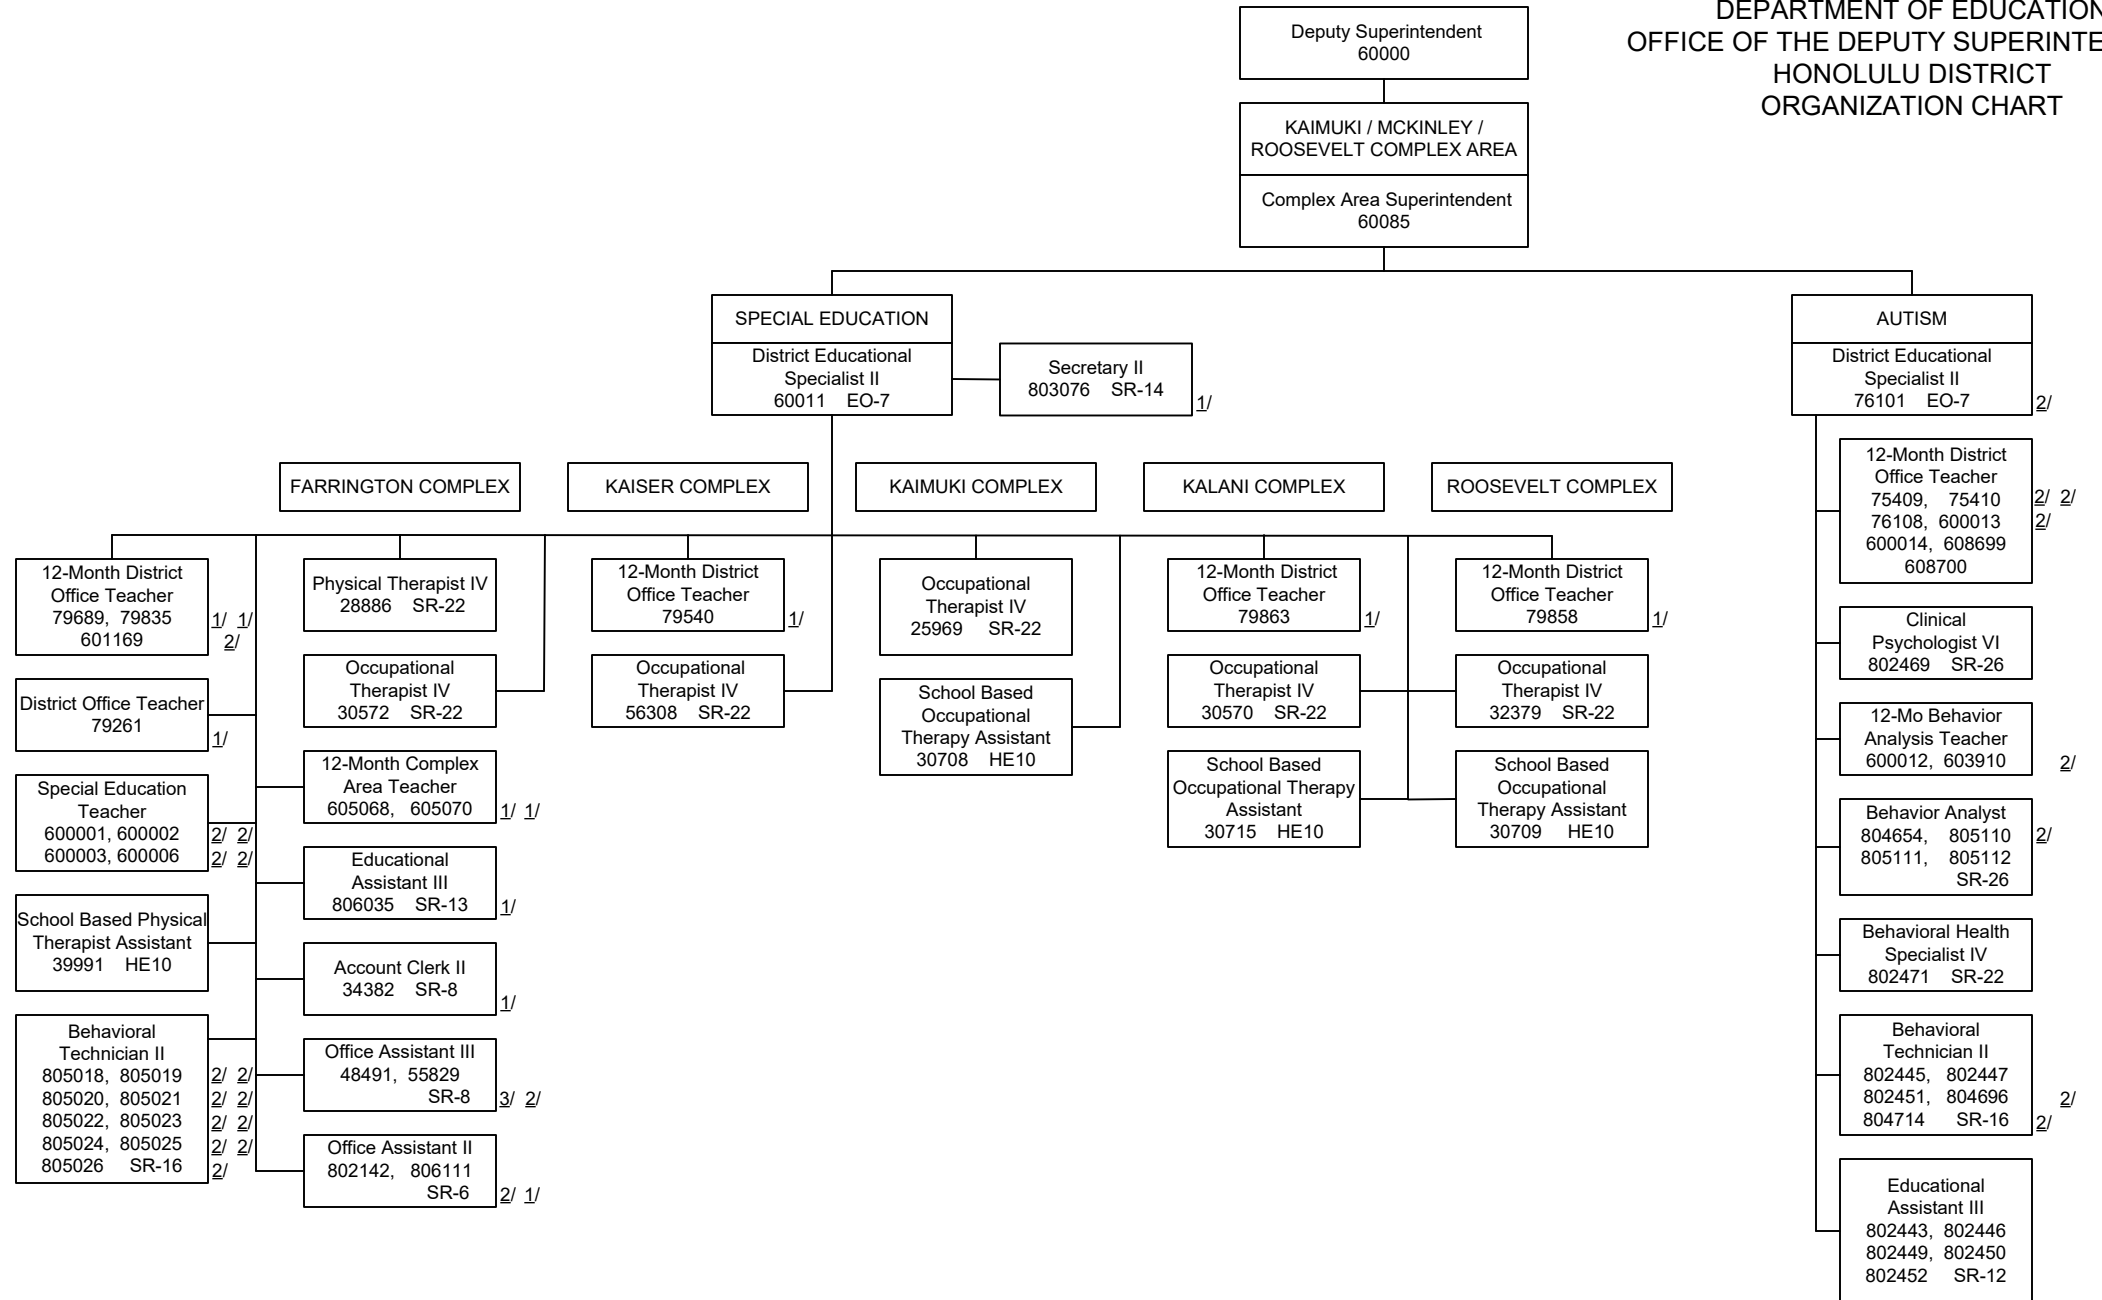 DEPARTMENT OF EDUCATION
OFFICE OF THE DEPUTY SUPERINTE
HONOLULU DISTRICT
ORGANIZATION CHART
Deputy Superintendent
60000
KAIMUKI / MCKINLEY /
ROOSEVELT COMPLEX AREA
Complex Area Superintendent
60085
SPECIAL EDUCATION
District Educational
Specialist II
60011 EO-7
Secretary II
803076 SR-14
1/
AUTISM
District Educational
Specialist II
76101 EO-7
2/
FARRINGTON COMPLEX
KAISER COMPLEX
KAIMUKI COMPLEX
KALANI COMPLEX
ROOSEVELT COMPLEX
12-Month District
Office Teacher
79689, 79835
601169
1/ 1/
2/
District Office Teacher
79261
1/
Special Education
Teacher
600001, 600002
600003, 600006
2/ 2/
2/ 2/
School Based Physical
Therapist Assistant
39991 HE10
Behavioral
Technician II
805018, 805019
805020, 805021
805022, 805023
805024, 805025
805026 SR-16
2/ 2/
2/ 2/
2/ 2/
2/ 2/
2/
Physical Therapist IV
28886 SR-22
Occupational
Therapist IV
30572 SR-22
12-Month Complex
Area Teacher
605068, 605070
1/ 1/
Educational
Assistant III
806035 SR-13
1/
Account Clerk II
34382 SR-8
1/
Office Assistant III
48491, 55829
SR-8
3/ 2/
Office Assistant II
802142, 806111
SR-6
2/ 1/
12-Month District
Office Teacher
79540
1/
Occupational
Therapist IV
56308 SR-22
Occupational
Therapist IV
25969 SR-22
School Based
Occupational
Therapy Assistant
30708 HE10
12-Month District
Office Teacher
79863
1/
Occupational
Therapist IV
30570 SR-22
School Based
Occupational Therapy
Assistant
30715 HE10
12-Month District
Office Teacher
79858
1/
Occupational
Therapist IV
32379 SR-22
School Based
Occupational
Therapy Assistant
30709 HE10
12-Month District
Office Teacher
75409, 75410
76108, 600013
600014, 608699
608700
2/ 2/
2/
Clinical
Psychologist VI
802469 SR-26
12-Mo Behavior
Analysis Teacher
600012, 603910
2/
Behavior Analyst
804654, 805110
805111, 805112
SR-26
2/
Behavioral Health
Specialist IV
802471 SR-22
Behavioral
Technician II
802445, 802447
802451, 804696
804714 SR-16
2/
2/
Educational
Assistant III
802443, 802446
802449, 802450
802452 SR-12